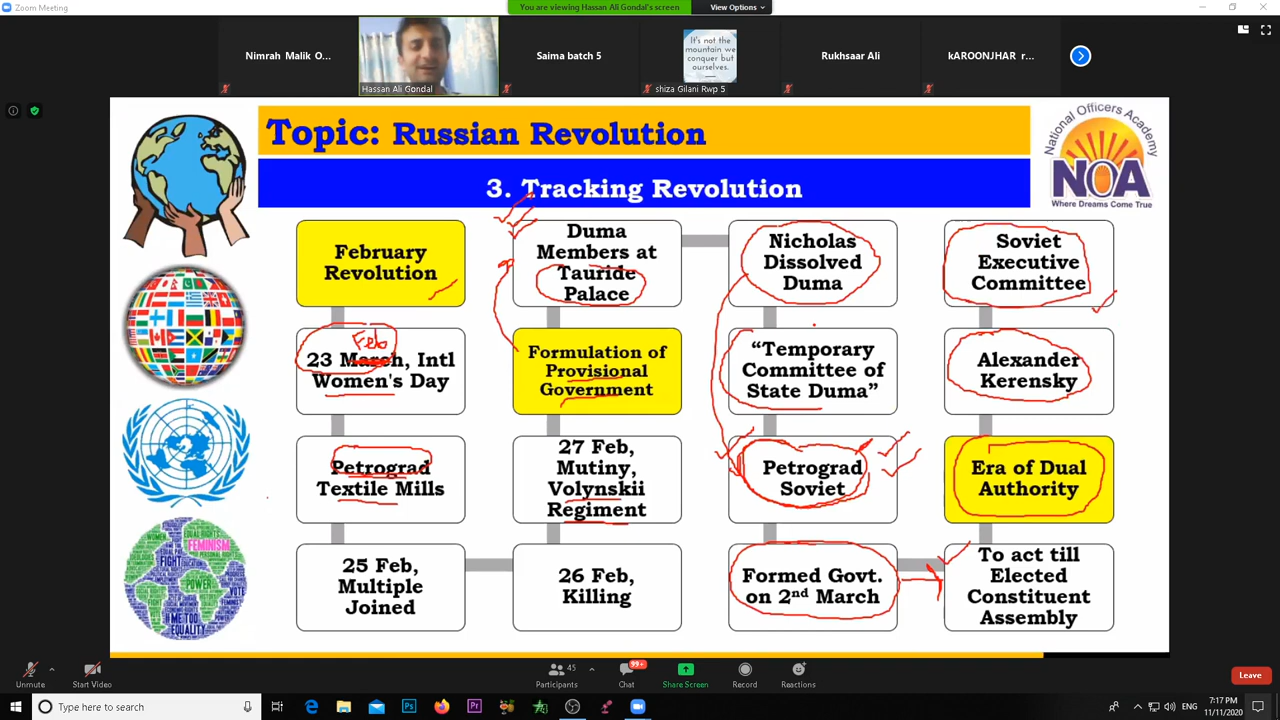 Zoom Meeting
You are viewing Hassan Ali Gondal's screen
View Options
Nimrah Malik O...
Hassan Ali Gondal
Saima batch 5
It's not the
mountain we
conquer but
ourselves.
shiza Gilani Rwp 5
Rukhsaar Ali
kAROONJHAR r...
Topic: Russian Revolution
3. Tracking Revolution
National Officers Academy
NOA
Where Dreams Come True
February
Revolution
Feb
23 March, Intl
Women's Day
Petrograd
Textile Mills
25 Feb,
Multiple
Joined
26 Feb,
Killing
27 Feb,
Mutiny,
Volynskii
Regiment
Formulation of
Provisional
Government
Duma
Members at
Tauride
Palace
Nicholas
Dissolved
Duma
“Temporary
Committee of
State Duma”
Petrograd
Soviet
Formed Govt.
on 2nd March
To act till
Elected
Constituent
Assembly
Era of Dual
Authority
Alexander
Kerensky
Soviet
Executive
Committee
FEMINISM
EQUALITY
POWER
FIGHT
VOTE
Unmute
Start Video
45
Participants
99+
Chat
Share Screen
Record
Reactions
Leave
Type here to search
ENG
7:17 PM
11/11/2020